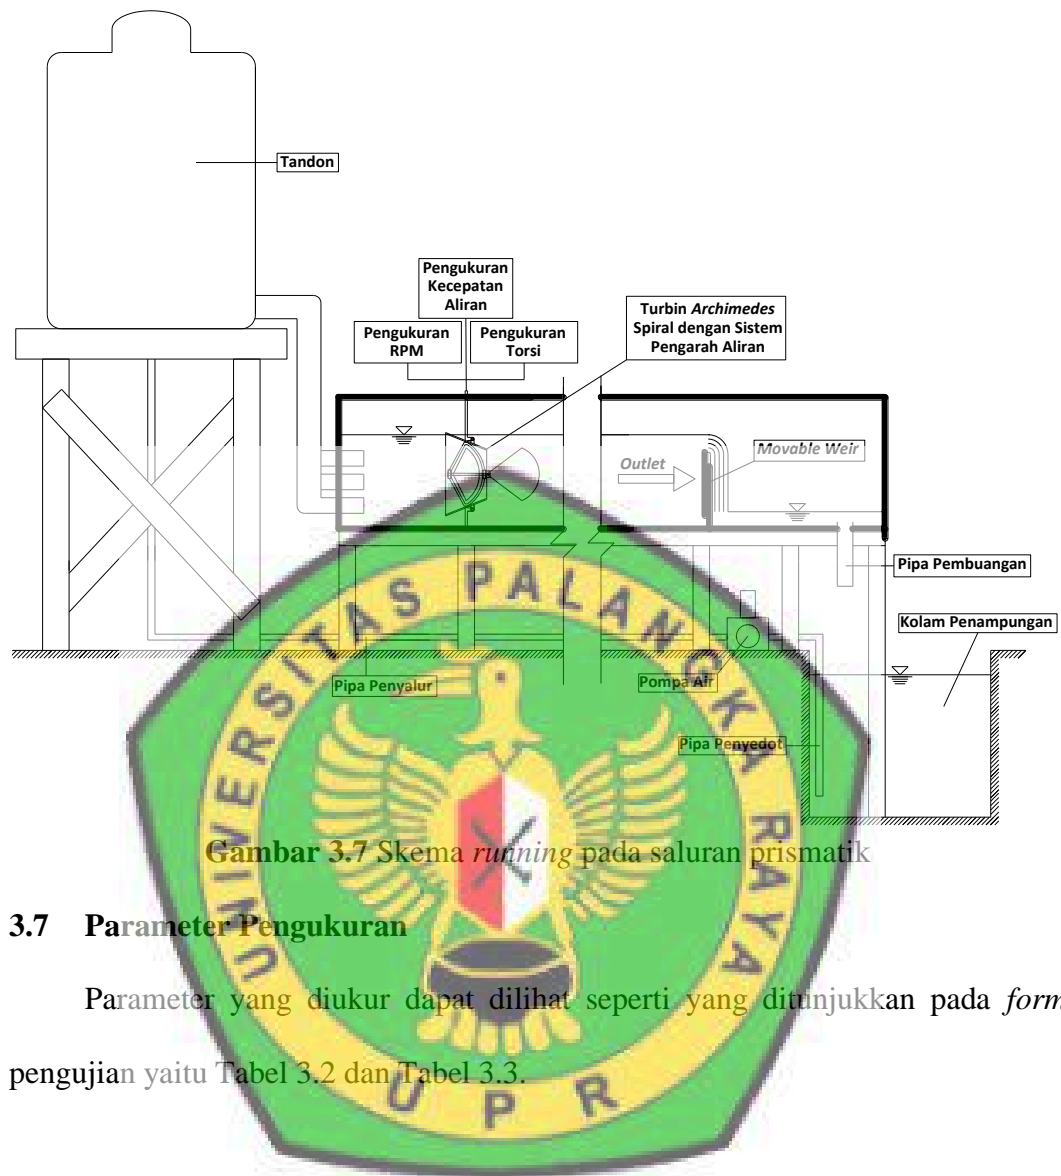 Tandon
Pengukuran
Kecepatan
Aliran
Pengukuran
RPM
Pengukuran
Torsi
Turbin Archimedes
Spiral dengan Sistem
Pengarah Aliran
Outlet
Movable Weir
Pipa Pembuangan
Kolam Penampungan
Pipa Penyalur
Pompa Air
Pipa Penyedot
UNIVERSITAS PALANGKA RAYA
UPR
Gambar 3.7 Skema running pada saluran prismatik
3.7 Parameter Pengukuran
Parameter yang diukur dapat dilihat seperti yang ditunjukkan pada form
pengujian yaitu Tabel 3.2 dan Tabel 3.3.